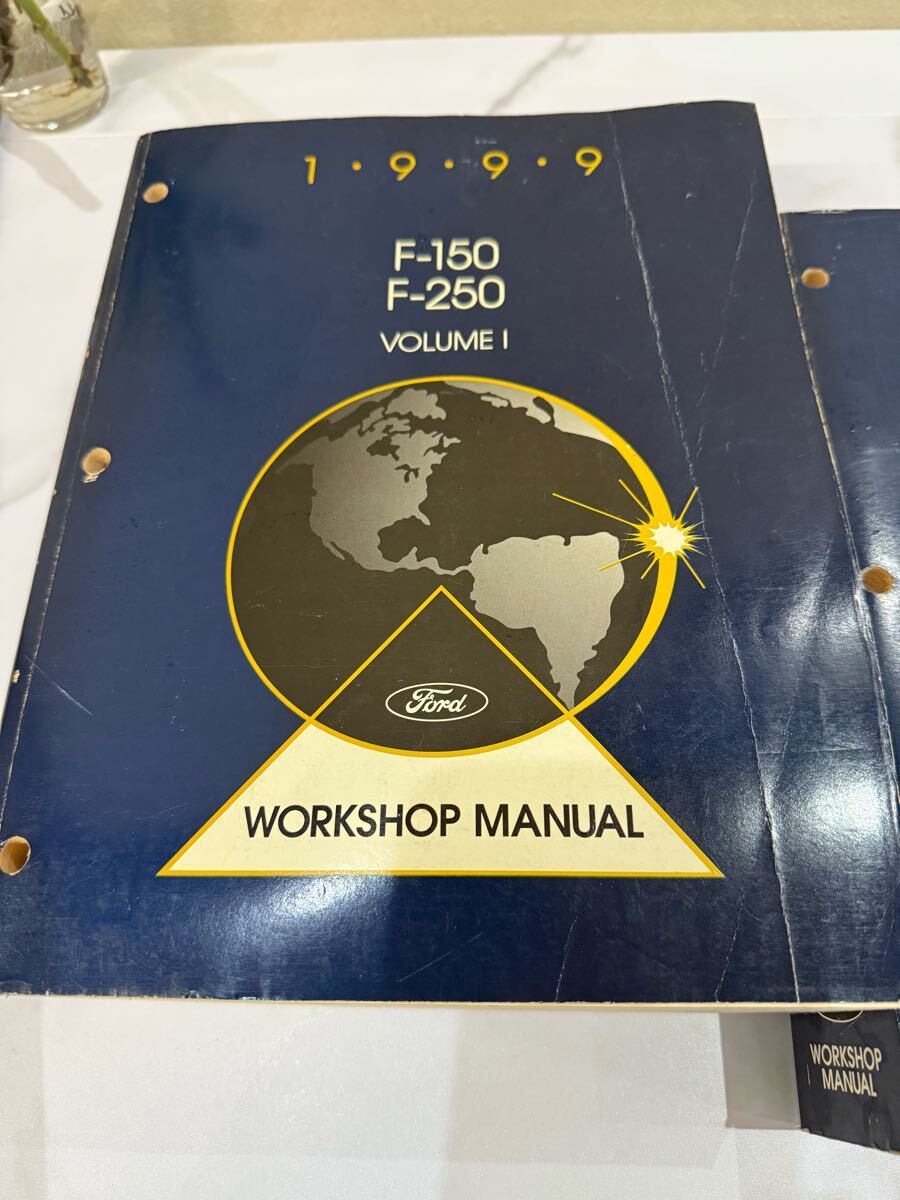 1 • 9 • 9 • 9
F-150
F-250
VOLUME I
Ford
WORKSHOP MANUAL
WORKSHOP
MANUAL